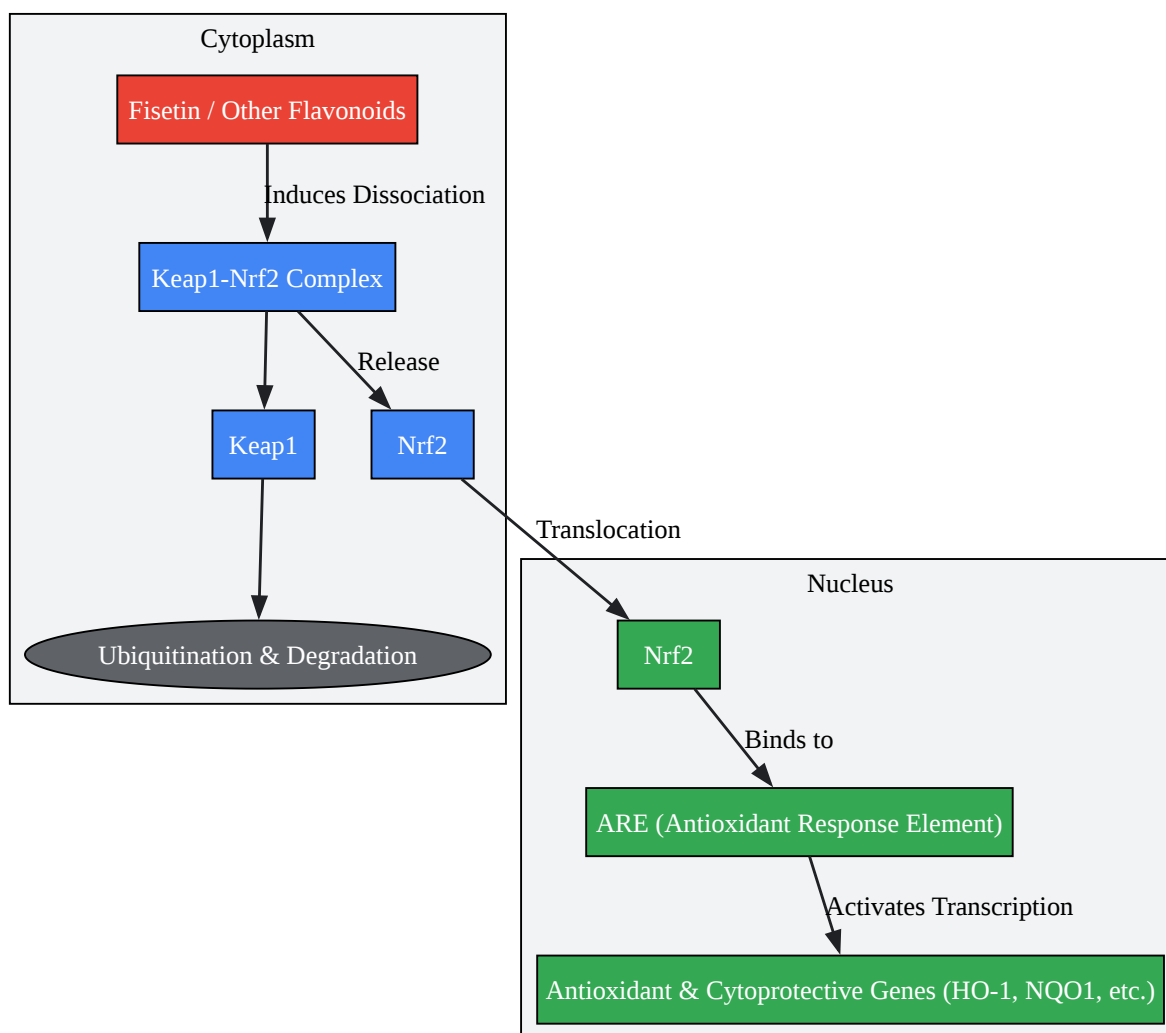 Cytoplasm
Fisetin / Other Flavonoids
Induces Dissociation
Keap1-Nrf2 Complex
Release
Keap1
Nrf2
Translocation
Ubiquitination & Degradation
Nucleus
Nrf2
Binds to
ARE (Antioxidant Response Element)
Activates Transcription
Antioxidant & Cytoprotective Genes (HO-1, NQO1, etc.)